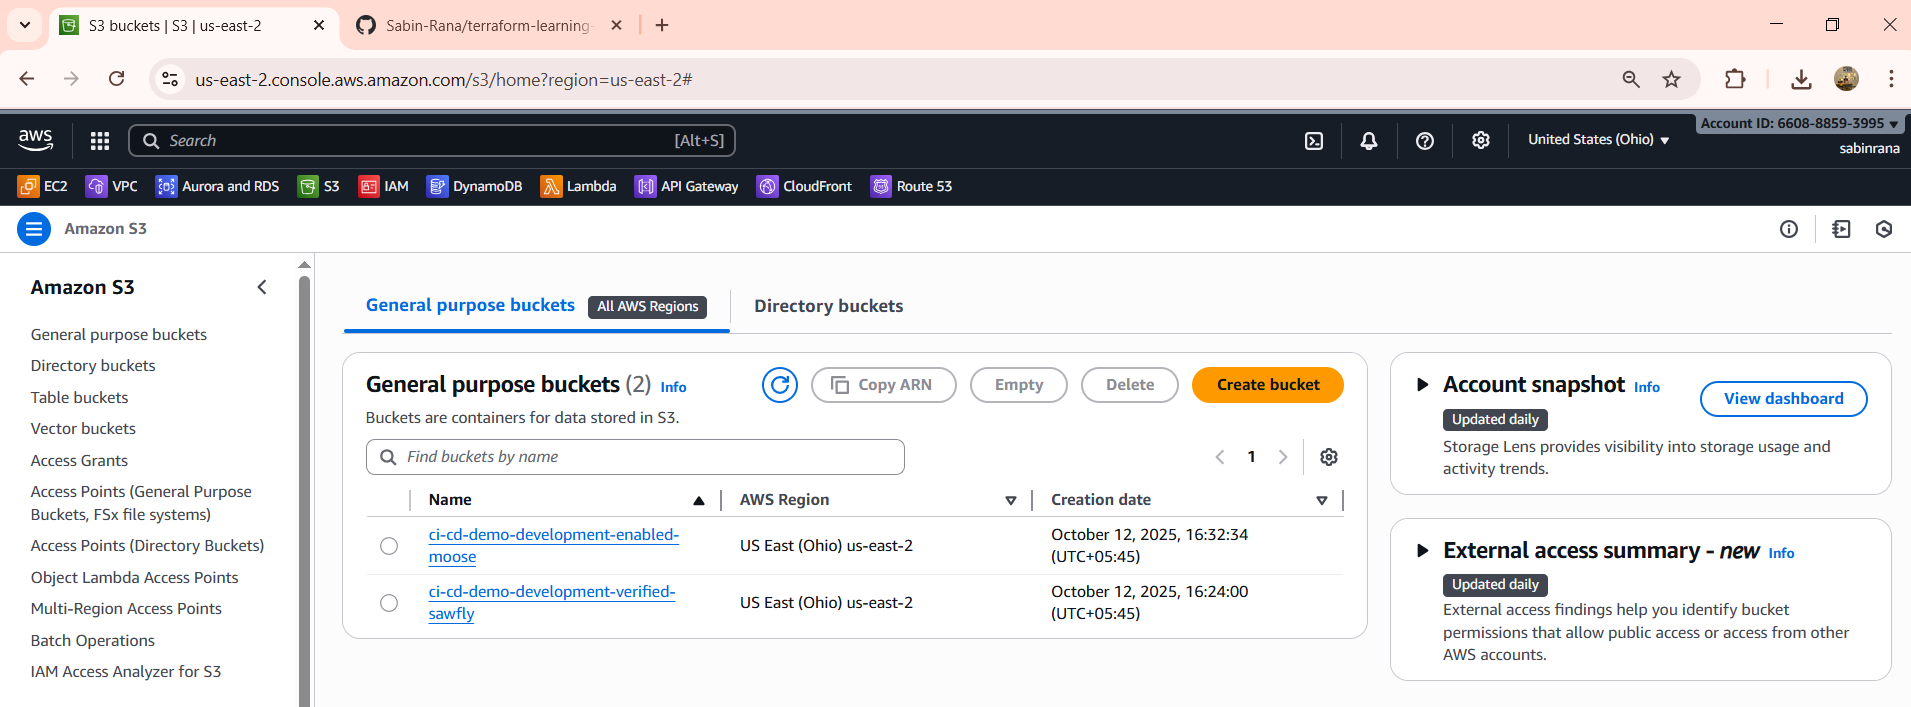 S3 buckets | S3 | us-east-2
Sabin-Rana/terraform-learning-
us-east-2.console.aws.amazon.com/s3/home?region=us-east-2#
aws
Search
[Alt+S]
United States (Ohio)
Account ID: 6608-8859-3995
sabinrana
EC2
VPC
Aurora and RDS
S3
IAM
DynamoDB
Lambda
API Gateway
CloudFront
Route 53
Amazon S3
Amazon S3
General purpose buckets
Directory buckets
Table buckets
Vector buckets
Access Grants
Access Points (General Purpose
Buckets, FSx file systems)
Access Points (Directory Buckets)
Object Lambda Access Points
Multi-Region Access Points
Batch Operations
IAM Access Analyzer for S3
General purpose buckets
All AWS Regions
Directory buckets
General purpose buckets (2) Info
Copy ARN
Empty
Delete
Create bucket
Buckets are containers for data stored in S3.
Find buckets by name
1
Name
AWS Region
Creation date
ci-cd-demo-development-enabled-
moose
US East (Ohio) us-east-2
October 12, 2025, 16:32:34
(UTC+05:45)
ci-cd-demo-development-verified-
sawfly
US East (Ohio) us-east-2
October 12, 2025, 16:24:00
(UTC+05:45)
Account snapshot Info
View dashboard
Updated daily
Storage Lens provides visibility into storage usage and
activity trends.
External access summary - new Info
Updated daily
External access findings help you identify bucket
permissions that allow public access or access from other
AWS accounts.